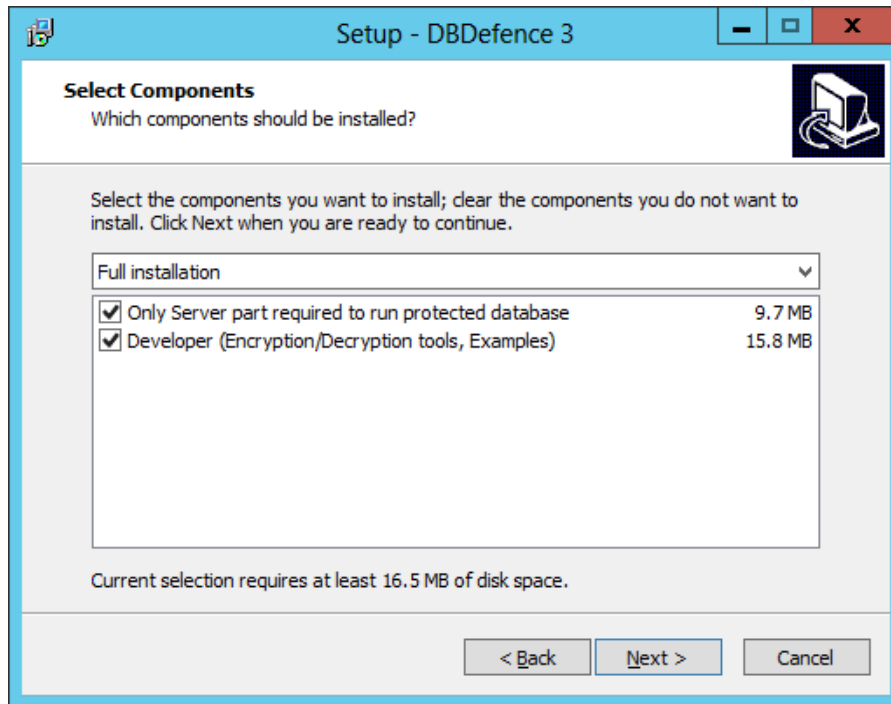 Setup - DBDefence 3
Select Components
Which components should be installed?
Select the components you want to install; clear the components you do not want to
install. Click Next when you are ready to continue.
Full installation
Only Server part required to run protected database 9.7 MB
Developer (Encryption/Decryption tools, Examples) 15.8 MB
Current selection requires at least 16.5 MB of disk space.
< Back Next > Cancel